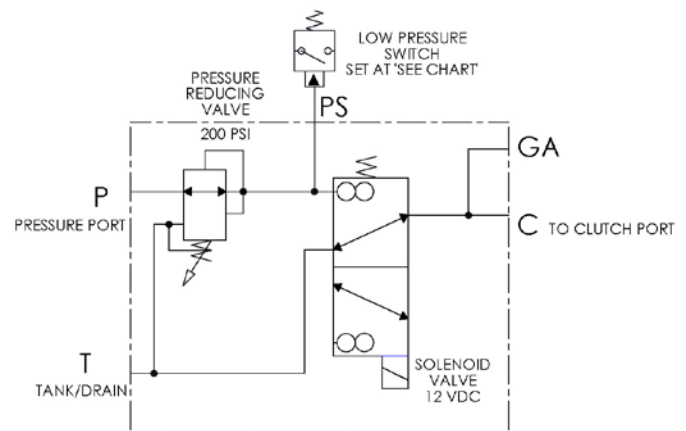 LOW PRESSURE
SWITCH
SET AT 'SEE CHART'
PRESSURE
REDUCING
VALVE
200 PSI
PS
P
PRESSURE PORT
GA
C TO CLUTCH PORT
T
TANK/DRAIN
SOLENOID
VALVE
12 VDC